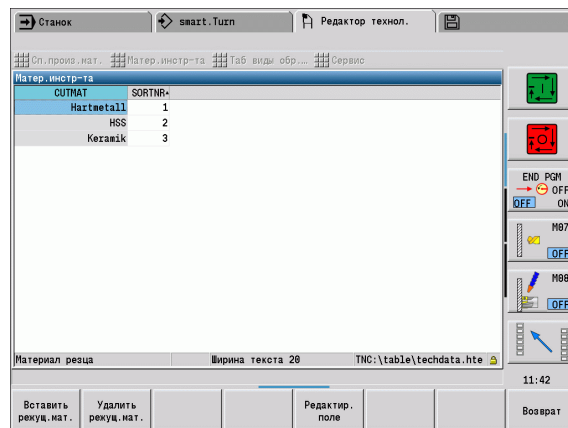 Станок smart.Turn Редактор технол.
Сп.произ.мат. Матер.инстр-та Таб виды обр... Сервис
Матер.инстр-та
CUTMAT SORTNR
Hartmetall 1
HSS 2
Keramik 3
END PGM
OFF
OFF ON
M07
OFF
M08
OFF
Материал резца Ширина текста 20 TNC:\table\techdata.hte
11:42
Вставить режущ.мат. Удалить режущ.мат. Редактир. поле Возврат